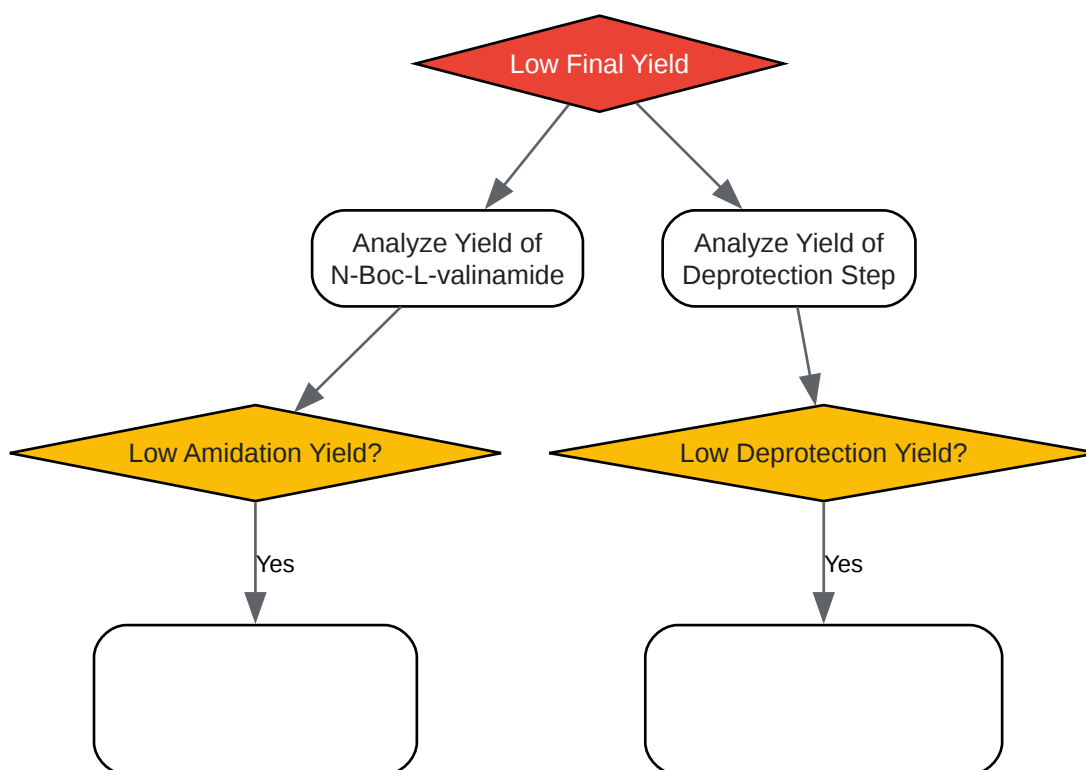 Low Final Yield
Analyze Yield of
N-Boc-L-valinamide
Analyze Yield of
Deprotection Step
Low Amidation Yield?
Low Deprotection Yield?
Yes
Yes